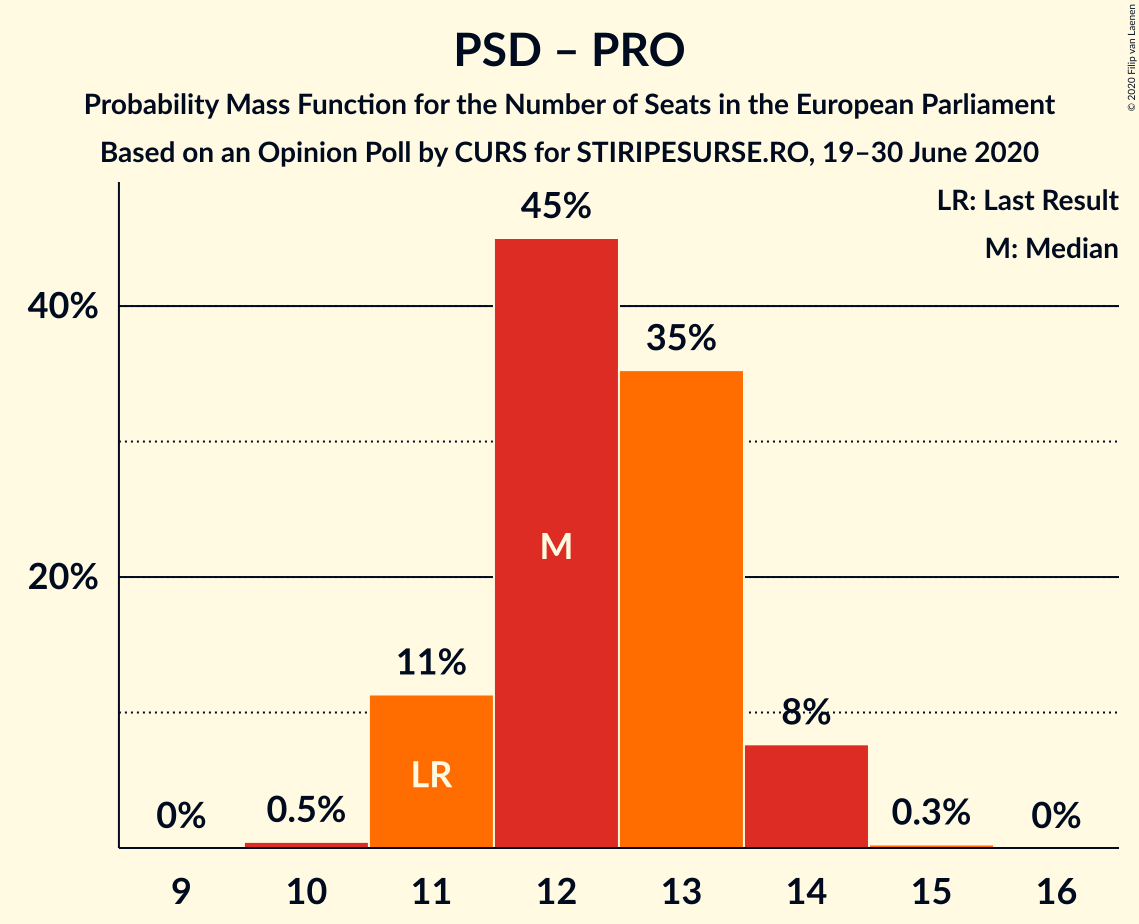 PSD – PRO
Probability Mass Function for the Number of Seats in the European Parliament
Based on an Opinion Poll by CURS for STIRIPESURSE.RO, 19–30 June 2020
© 2020 Filip van Laenen
LR: Last Result
M: Median
45%
40%
35%
M
20%
11%
8%
LR
0%
0.5%
0.3%
0%
9 10 11 12 13 14 15 16